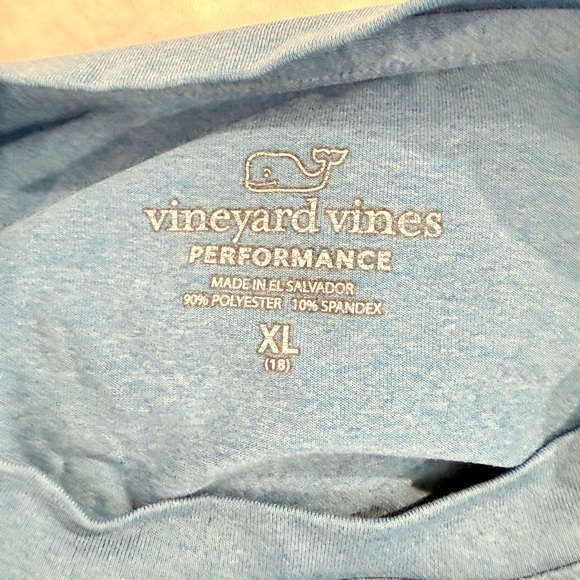 vineyard vines
PERFORMANCE
MADE IN EL SALVADOR
90% POLYESTER 10% SPANDEX
XL
(18)